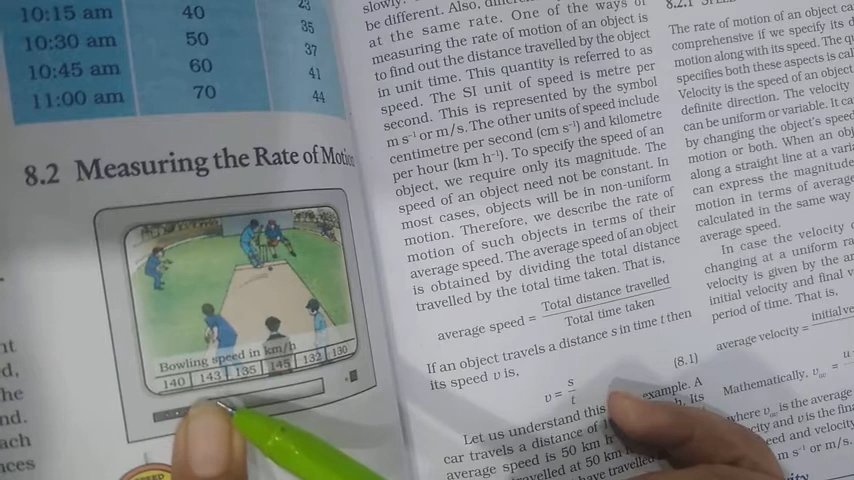 10:15 am 40 23
10:30 am 50 35
10:45 am 60 37
11:00 am 70 41
44
8.2 Measuring the Rate of Motion
Bowling speed in km/h
140 143 135 145 132 130
slowly.
be different. Also,
at the same rate. One of the ways of
measuring the rate of motion of an object is
to find out the distance travelled by the object
in unit time. This quantity is referred to as
speed. The SI unit of speed is metre per
second. This is represented by the symbol
m s⁻¹ or m/s. The other units of speed include
centimetre per second (cm s⁻¹) and kilometre
per hour (km h⁻¹). To specify the speed of an
object, we require only its magnitude. The
speed of an object need not be constant. In
most cases, objects will be in non-uniform
motion. Therefore, we describe the rate of
motion of such objects in terms of their
average speed. The average speed of an object
is obtained by dividing the total distance
travelled by the total time taken. That is,
average speed = Total distance travelled / Total time taken
If an object travels a distance s in time t then
its speed v is,
v = s/t (8.1)
Let us understand this example. A
car travels a distance of
average speed is 50 km h
travelled at 50 km
have travelled
8.2.1
The rate of motion of an object
comprehensive if we specify its
motion along with its speed. The
specifies both these aspects is
Velocity is the speed of an object
definite direction. The velocity
can be uniform or variable. It
by changing the object's speed
motion or both. When an
along a straight line at a
can express the magnitude
motion in terms of average
calculated in the same way
average speed.
In case the velocity
changing at a uniform
velocity is given by the
initial velocity and final
period of time. That is,
average velocity = initial
Mathematically, vₐᵥ = u
where vₐᵥ is the average
and v is the
and velocity
m s⁻¹ or m/s.